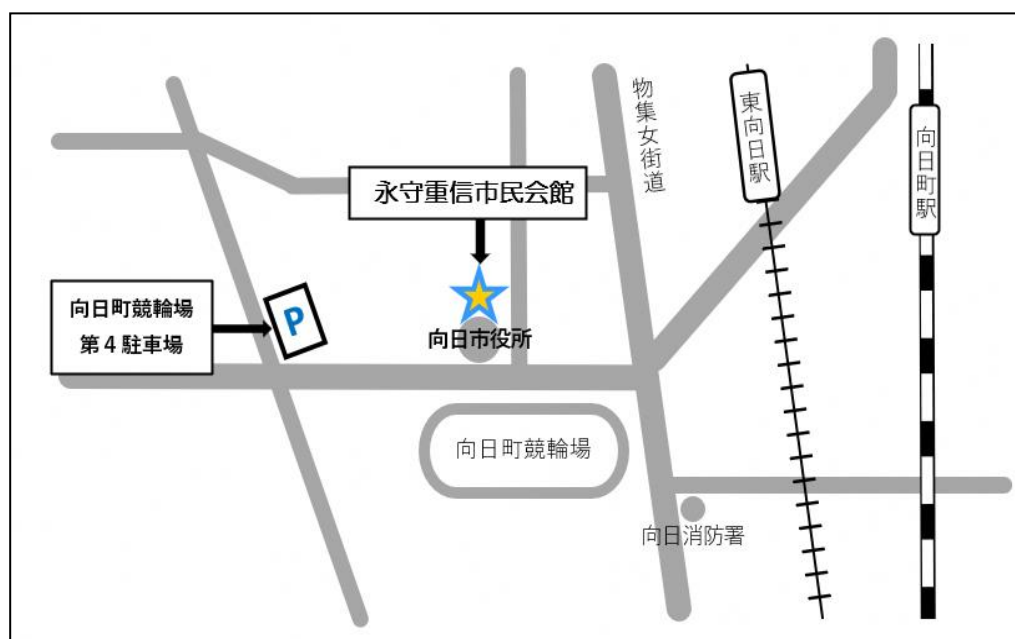 物集女街道
東向日駅
向日町駅
永守重信市民会館
向日町競輪場
第4駐車場
P
向日市役所
向日町競輪場
向日消防署